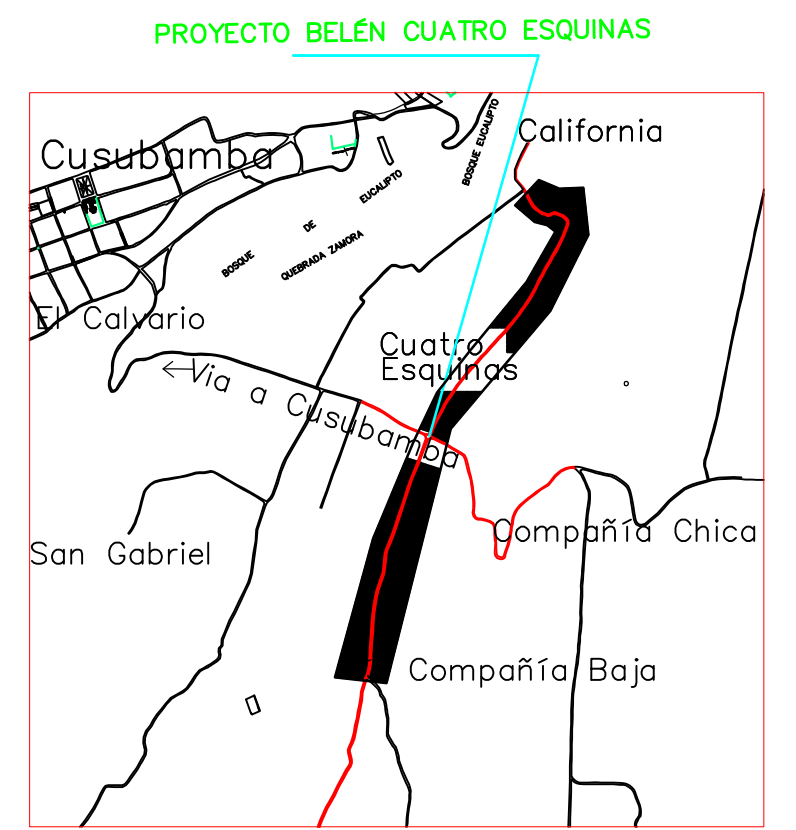 PROYECTO BELÉN CUATRO ESQUINAS
California
Cusubamba
BOSQUE EUCALIPTO
EUCALIPTO
DE
BOSQUE
QUEBRADA ZAMORA
El Calvario
Cuatro
Esquinas
Via a Cusubamba
Compañía Chica
San Gabriel
Compañía Baja